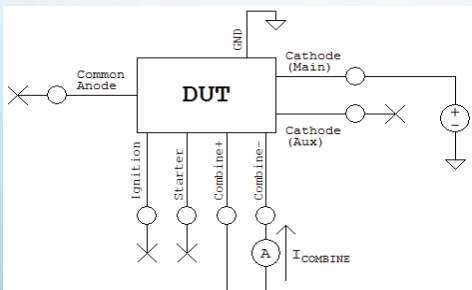 GND
Cathode
(Main)
Common
Anode
DUT
+
−
Cathode
(Aux)
Ignition
Starter
Combine+
Combine-
A
ICOMBINE